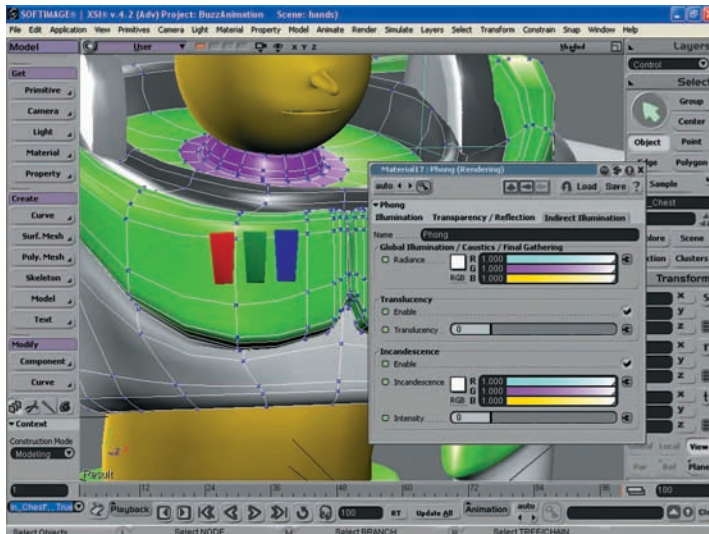 SOFTIMAGE® | XSI® v.4.2 (Adv) Project: BuzzAnimation Scene: hands)
File Edit Application View Primitives Camera Light Material Property Model Animate Render Simulate Layers Select Transform Constrain Snap Window Help
Model
User
X Y Z
Shaded
Layers
Control
Get
Primitive
Camera
Light
Material
Property
Create
Curve
Surf. Mesh
Poly. Mesh
Skeleton
Model
Text
Modify
Component
Curve
Context
Construction Mode
Modeling
Result
Select
Group
Center
Object
Point
Edge
Polygon
Sample
_Chest
Scene
Clusters
Transform
Material17: Phong (Rendering)
auto
Load Save ?
Phong
Illumination Transparency / Reflection Indirect Illumination
Name Phong
Global Illumination / Caustics / Final Gathering
Radiance R 1.000
G 1.000
RGB B 1.000
Translucency
Enable
Translucency 0
Incandescence
Enable
Incandescence R 1.000
G 1.000
RGB B 1.000
Intensity 0
x
y
z
x
y
z
x
y
z
Local View
Par Ref Plane
1 12 24 36 48 60 72 84 96 100
In_Chest.. True
Playback 100 RT Update All Animation auto
Select Objects Select NODE M Select BRANCH R Select TREE/CHAIN